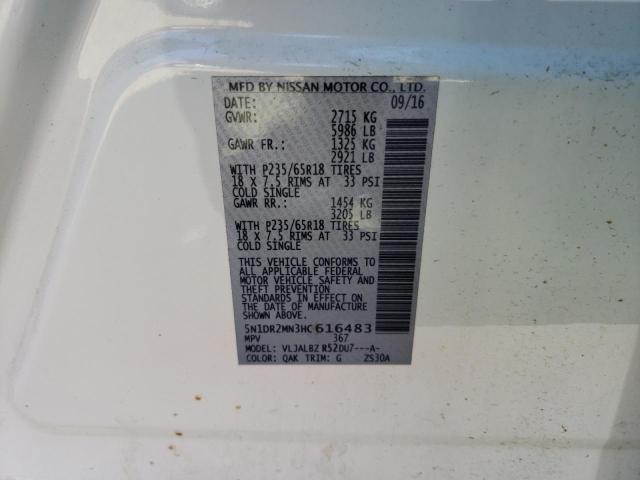 MFD BY NISSAN MOTOR CO., LTD.
DATE: 09/16
GVWR: 2715 KG
5986 LB
GAWR FR.: 1325 KG
2921 LB
WITH P235/65R18 TIRES
18 X 7.5 RIMS AT 33 PSI
COLD SINGLE
GAWR RR.: 1454 KG
3205 LB
WITH P235/65R18 TIRES
18 X 7.5 RIMS AT 33 PSI
COLD SINGLE
THIS VEHICLE CONFORMS TO
ALL APPLICABLE FEDERAL
MOTOR VEHICLE SAFETY AND
THEFT PREVENTION
STANDARDS IN EFFECT ON
THE DATE OF MANUFACTURE
5N1DR2MN3HC616483
MPV 367
MODEL: VLJALBZ R52DU7---A-
COLOR: QAK TRIM: G ZS30A